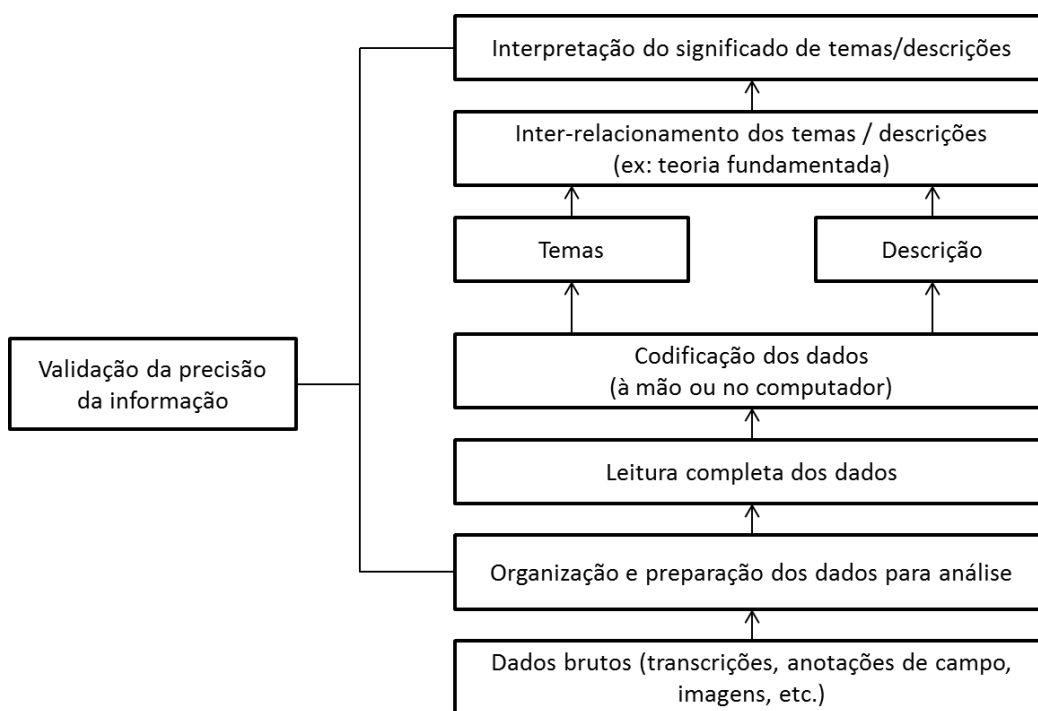 Interpretação do significado de temas/descrições
Inter-relacionamento dos temas / descrições
(ex: teoria fundamentada)
Temas
Descrição
Validação da precisão
da informação
Codificação dos dados
(à mão ou no computador)
Leitura completa dos dados
Organização e preparação dos dados para análise
Dados brutos (transcrições, anotações de campo,
imagens, etc.)